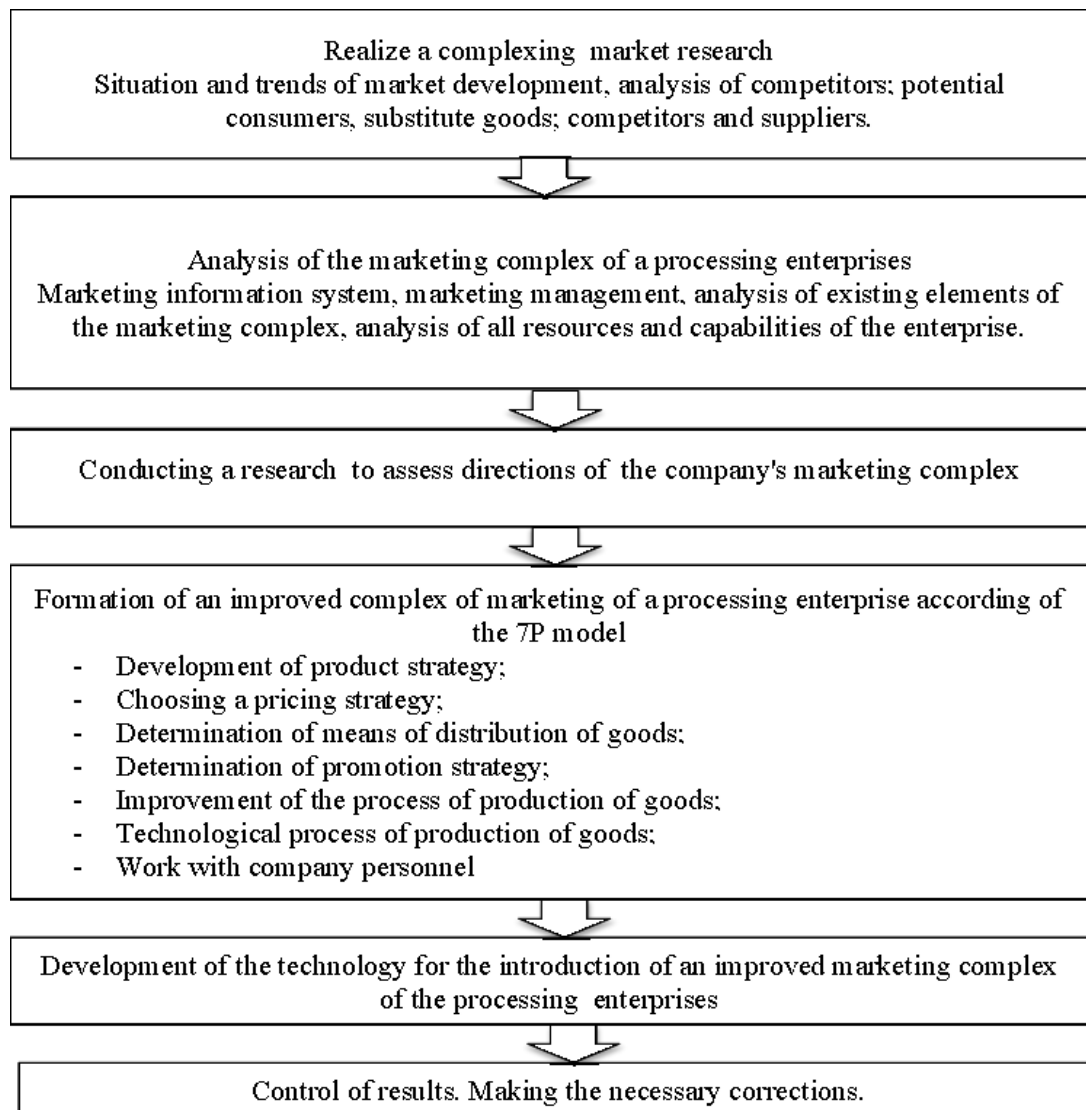 Realize a complexing market research
Situation and trends of market development, analysis of competitors; potential
consumers, substitute goods; competitors and suppliers.
Analysis of the marketing complex of a processing enterprises
Marketing information system, marketing management, analysis of existing elements of
the marketing complex, analysis of all resources and capabilities of the enterprise.
Conducting a research to assess directions of the company's marketing complex
Formation of an improved complex of marketing of a processing enterprise according of
the 7P model
- Development of product strategy;
- Choosing a pricing strategy;
- Determination of means of distribution of goods;
- Determination of promotion strategy;
- Improvement of the process of production of goods;
- Technological process of production of goods;
- Work with company personnel
Development of the technology for the introduction of an improved marketing complex
of the processing enterprises
Control of results. Making the necessary corrections.